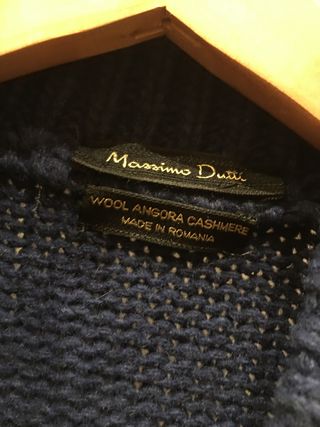 Massimo Dutti
WOOL ANGORA CASHMERE
MADE IN ROMANIA